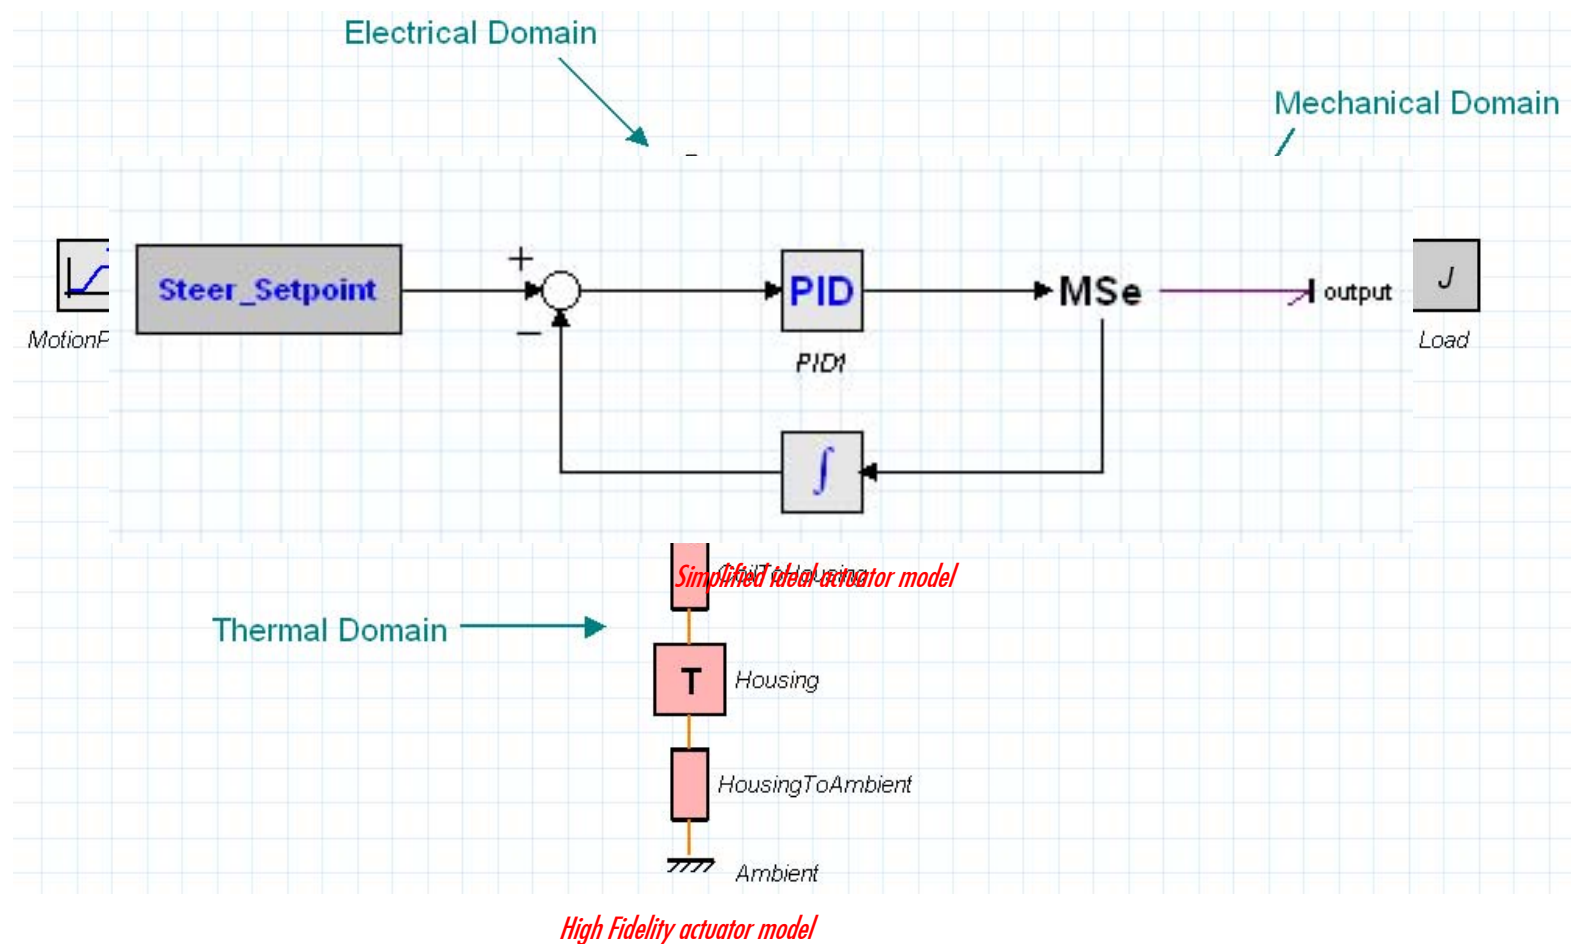 Electrical Domain
Mechanical Domain
Steer_Setpoint
+
−
PID
PID1
MSe
output
J
MotionP
Load
∫
Simplified ideal actuator model
CoilToHousing
Thermal Domain
T
Housing
HousingToAmbient
Ambient
High Fidelity actuator model